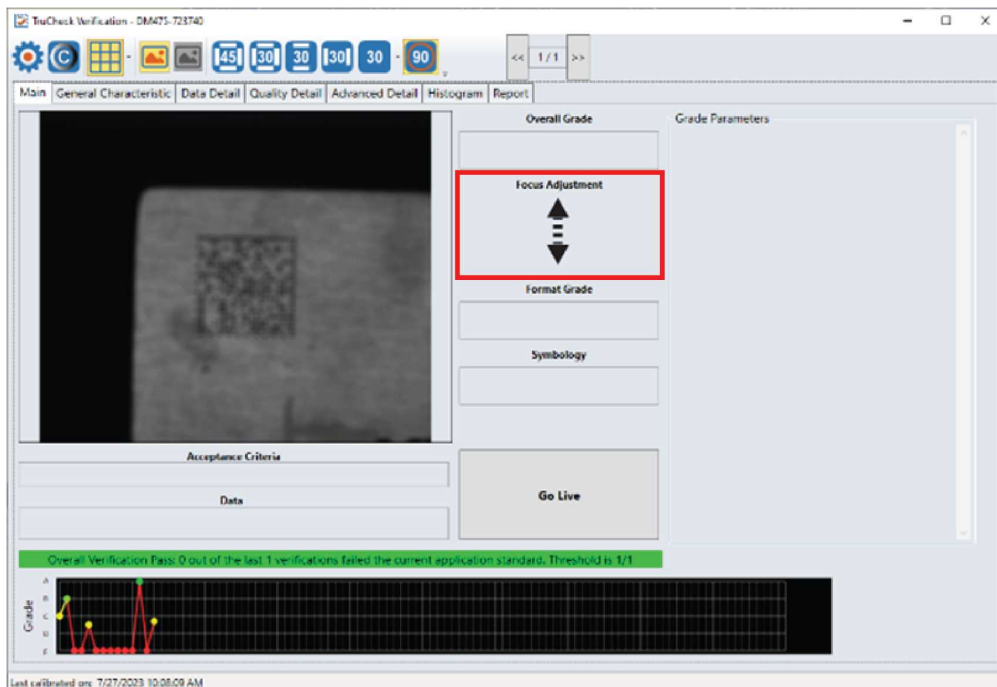 TruCheck Verification - DM475-723740
C 45 30 30 30 30 - 90 << 1/1 >>
Main General Characteristic Data Detail Quality Detail Advanced Detail Histogram Report
Overall Grade
Grade Parameters
Focus Adjustment
Format Grade
Symbology
Acceptance Criteria
Data
Go Live
Overall Verification Pass: 0 out of the last 1 verifications failed the current application standard. Threshold is 1/1
Grade
A
B
C
D
F
Last calibrated on: 7/27/2023 10:08:09 AM